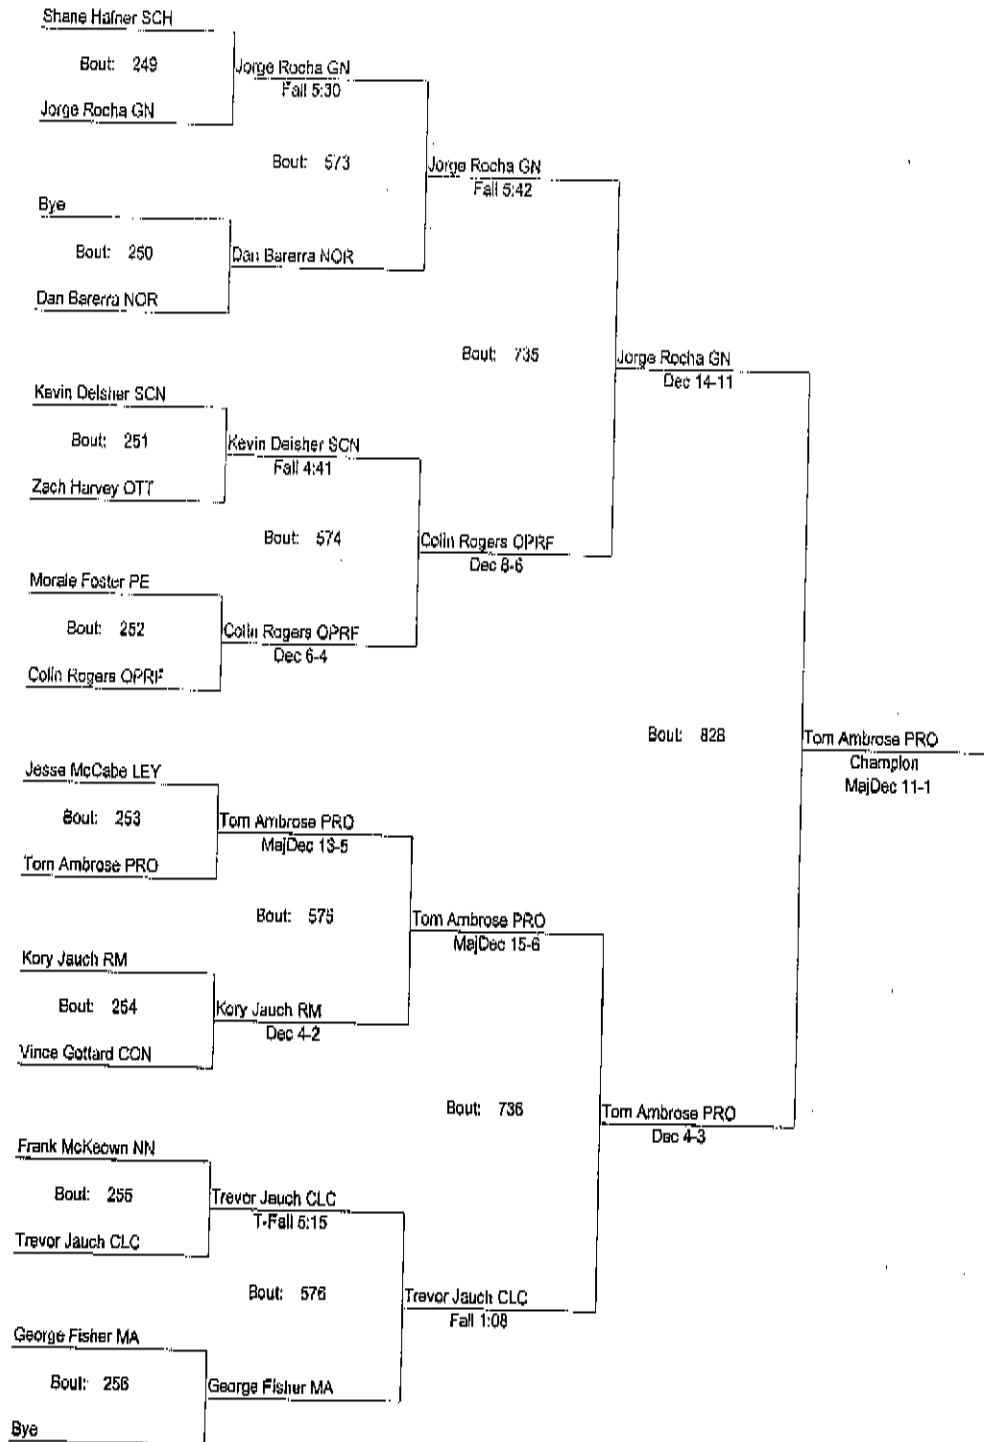 Shane Hafner SCH
Bout: 249
Jorge Rocha GN
Fall 5:30
Jorge Rocha GN
Bout: 573
Jorge Rocha GN
Fall 5:42
Bye
Bout: 250
Dan Bararra NOR
Dan Barerra NOR
Bout: 735
Jorge Rocha GN
Dec 14-11
Kevin Deisher SCN
Bout: 251
Kevin Deisher SCN
Fall 4:41
Zach Harvey OTT
Bout: 574
Colin Rogers OPRF
Dec 8-6
Morale Foster PE
Bout: 252
Colin Rogers OPRF
Dec 6-4
Colin Rogers OPRF
Bout: 828
Tom Ambrose PRO
Champion
MajDec 11-1
Jesse McCabe LEY
Bout: 253
Tom Ambrose PRO
MajDec 13-5
Tom Ambrose PRO
Bout: 575
Tom Ambrose PRO
MajDec 15-6
Kory Jauch RM
Bout: 254
Kory Jauch RM
Dec 4-2
Vince Gottard CON
Bout: 736
Tom Ambrose PRO
Dec 4-3
Frank McKeown NN
Bout: 255
Trevor Jauch CLC
T-Fall 5:15
Trevor Jauch CLC
Bout: 576
Trevor Jauch CLC
Fall 1:08
George Fisher MA
Bout: 256
George Fisher MA
Bye